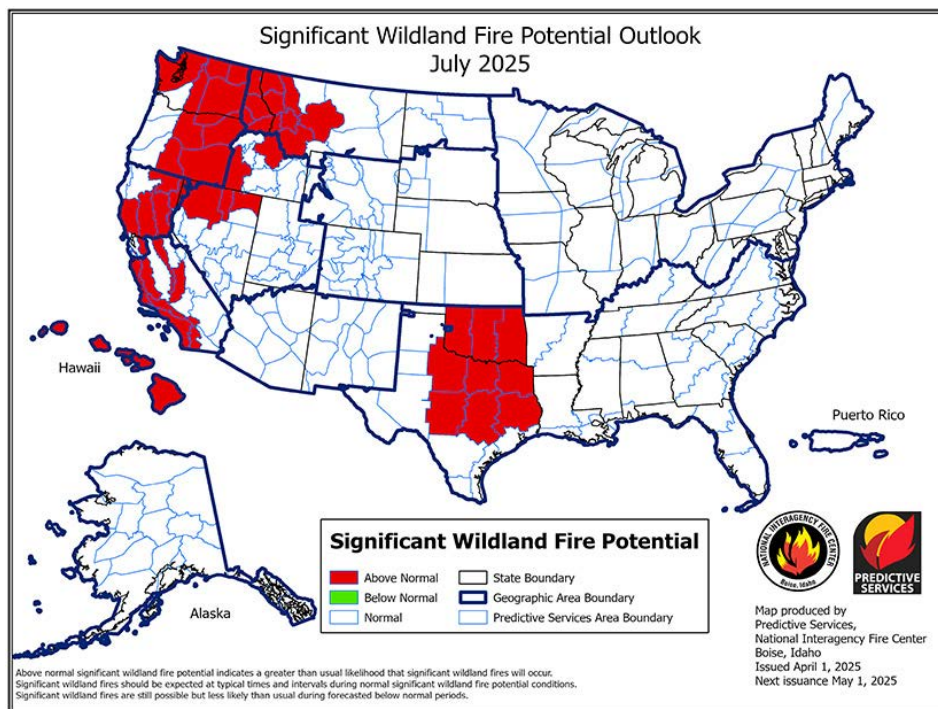 Significant Wildland Fire Potential Outlook
July 2025
Hawaii
Puerto Rico
Alaska
Significant Wildland Fire Potential
Above Normal
State Boundary
Below Normal
Geographic Area Boundary
Normal
Predictive Services Area Boundary
NATIONAL INTERAGENCY FIRE CENTER
Boise, Idaho
PREDICTIVE
SERVICES
Map produced by
Predictive Services,
National Interagency Fire Center
Boise, Idaho
Issued April 1, 2025
Next issuance May 1, 2025
Above normal significant wildland fire potential indicates a greater than usual likelihood that significant wildland fires will occur.
Significant wildland fires should be expected at typical times and intervals during normal significant wildland fire potential conditions.
Significant wildland fires are still possible but less likely than usual during forecasted below normal periods.